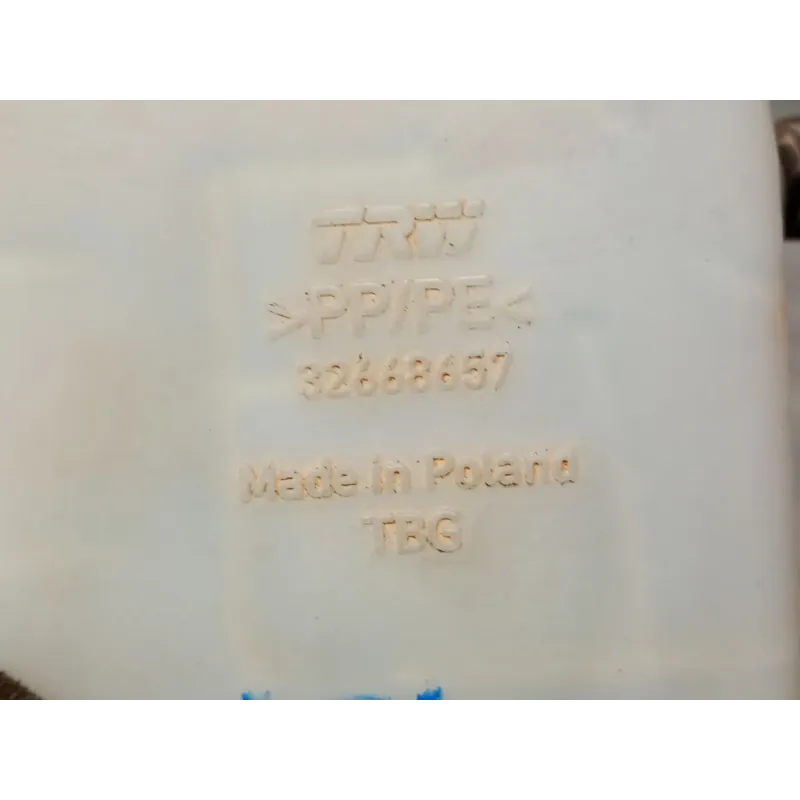 TRW
>PP/PE<
32668657
Made in Poland
TBG